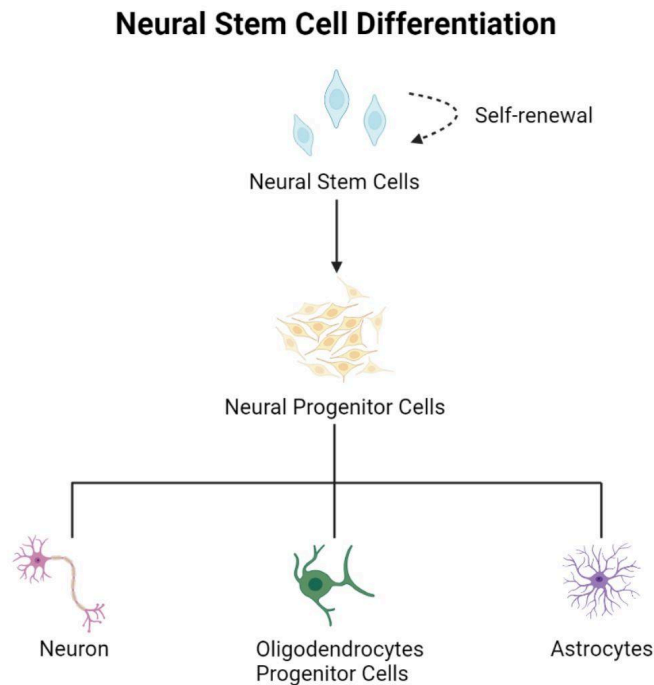 Neural Stem Cell Differentiation
Self-renewal
Neural Stem Cells
Neural Progenitor Cells
Neuron
Oligodendrocytes
Progenitor Cells
Astrocytes